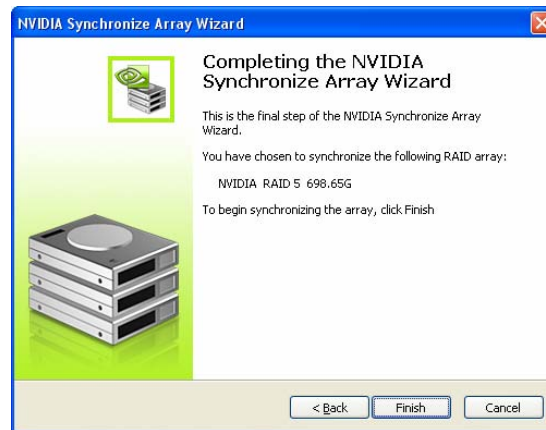 NVIDIA Synchronize Array Wizard
Completing the NVIDIA
Synchronize Array Wizard
This is the final step of the NVIDIA Synchronize Array
Wizard.
You have chosen to synchronize the following RAID array:
NVIDIA RAID 5 698.65G
To begin synchronizing the array, click Finish
< Back
Finish
Cancel